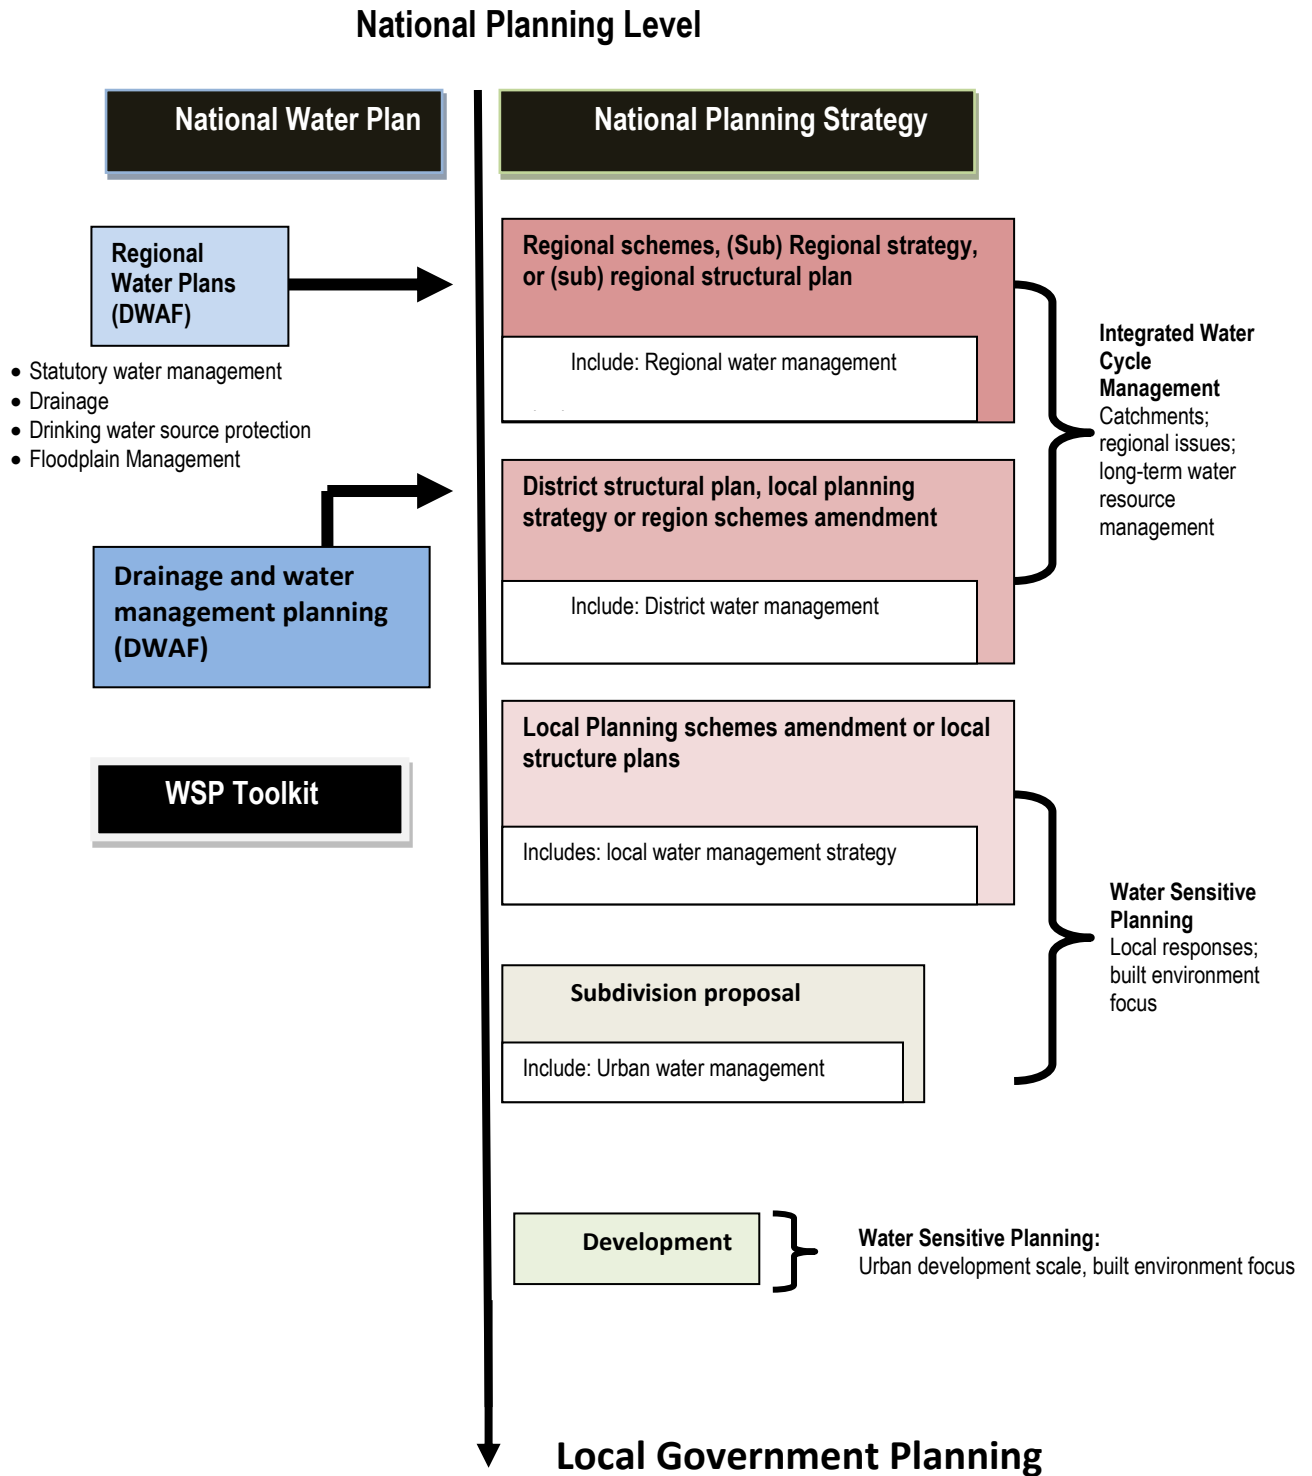 National Planning Level
National Water Plan
National Planning Strategy
Regional
Water Plans
(DWAF)
• Statutory water management
• Drainage
• Drinking water source protection
• Floodplain Management
Regional schemes, (Sub) Regional strategy,
or (sub) regional structural plan
Include: Regional water management
Integrated Water
Cycle
Management
Catchments;
regional issues;
long-term water
resource
management
District structural plan, local planning
strategy or region schemes amendment
Include: District water management
Drainage and water
management planning
(DWAF)
WSP Toolkit
Local Planning schemes amendment or local
structure plans
Includes: local water management strategy
Water Sensitive
Planning
Local responses;
built environment
focus
Subdivision proposal
Include: Urban water management
Development
Water Sensitive Planning:
Urban development scale, built environment focus
Local Government Planning